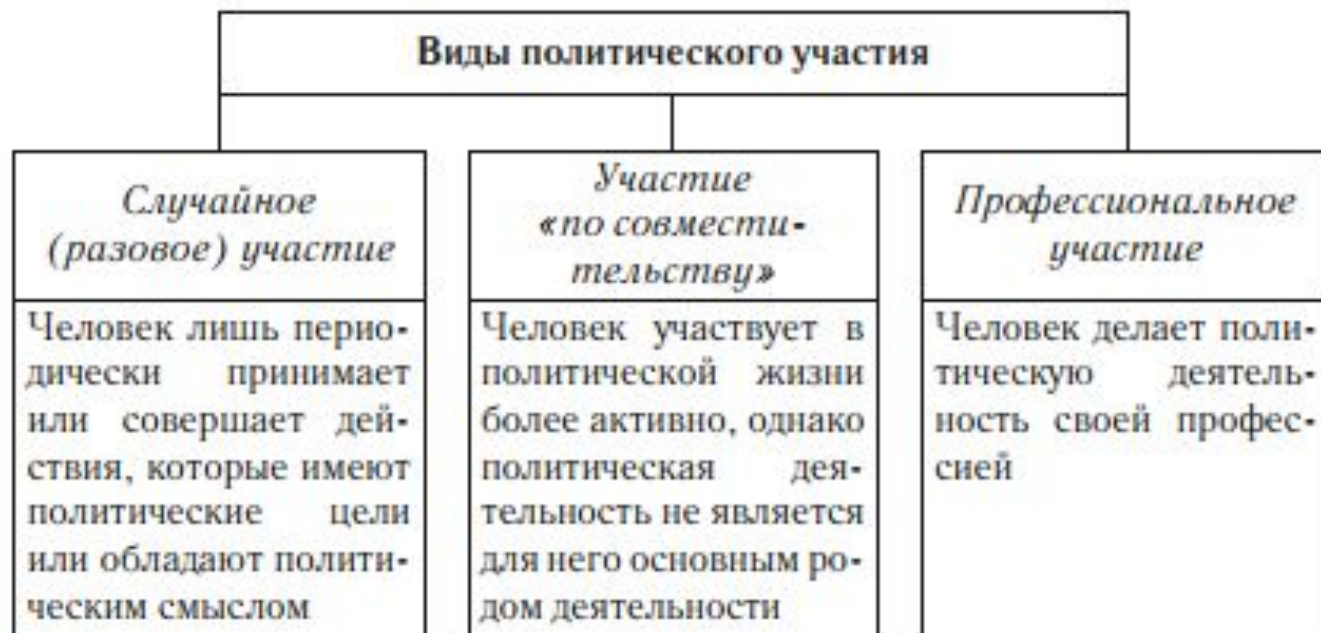 Виды политического участия
Случайное
(разовое) участие
Человек лишь перио-
дически принимает
или совершает дей-
ствия, которые имеют
политические цели
или обладают полити-
ческим смыслом
Участие
«по совмести-
тельству»
Человек участвует в
политической жизни
более активно, однако
политическая дея-
тельность не является
для него основным ро-
дом деятельности
Профессиональное
участие
Человек делает поли-
тическую деятель-
ность своей профес-
сией